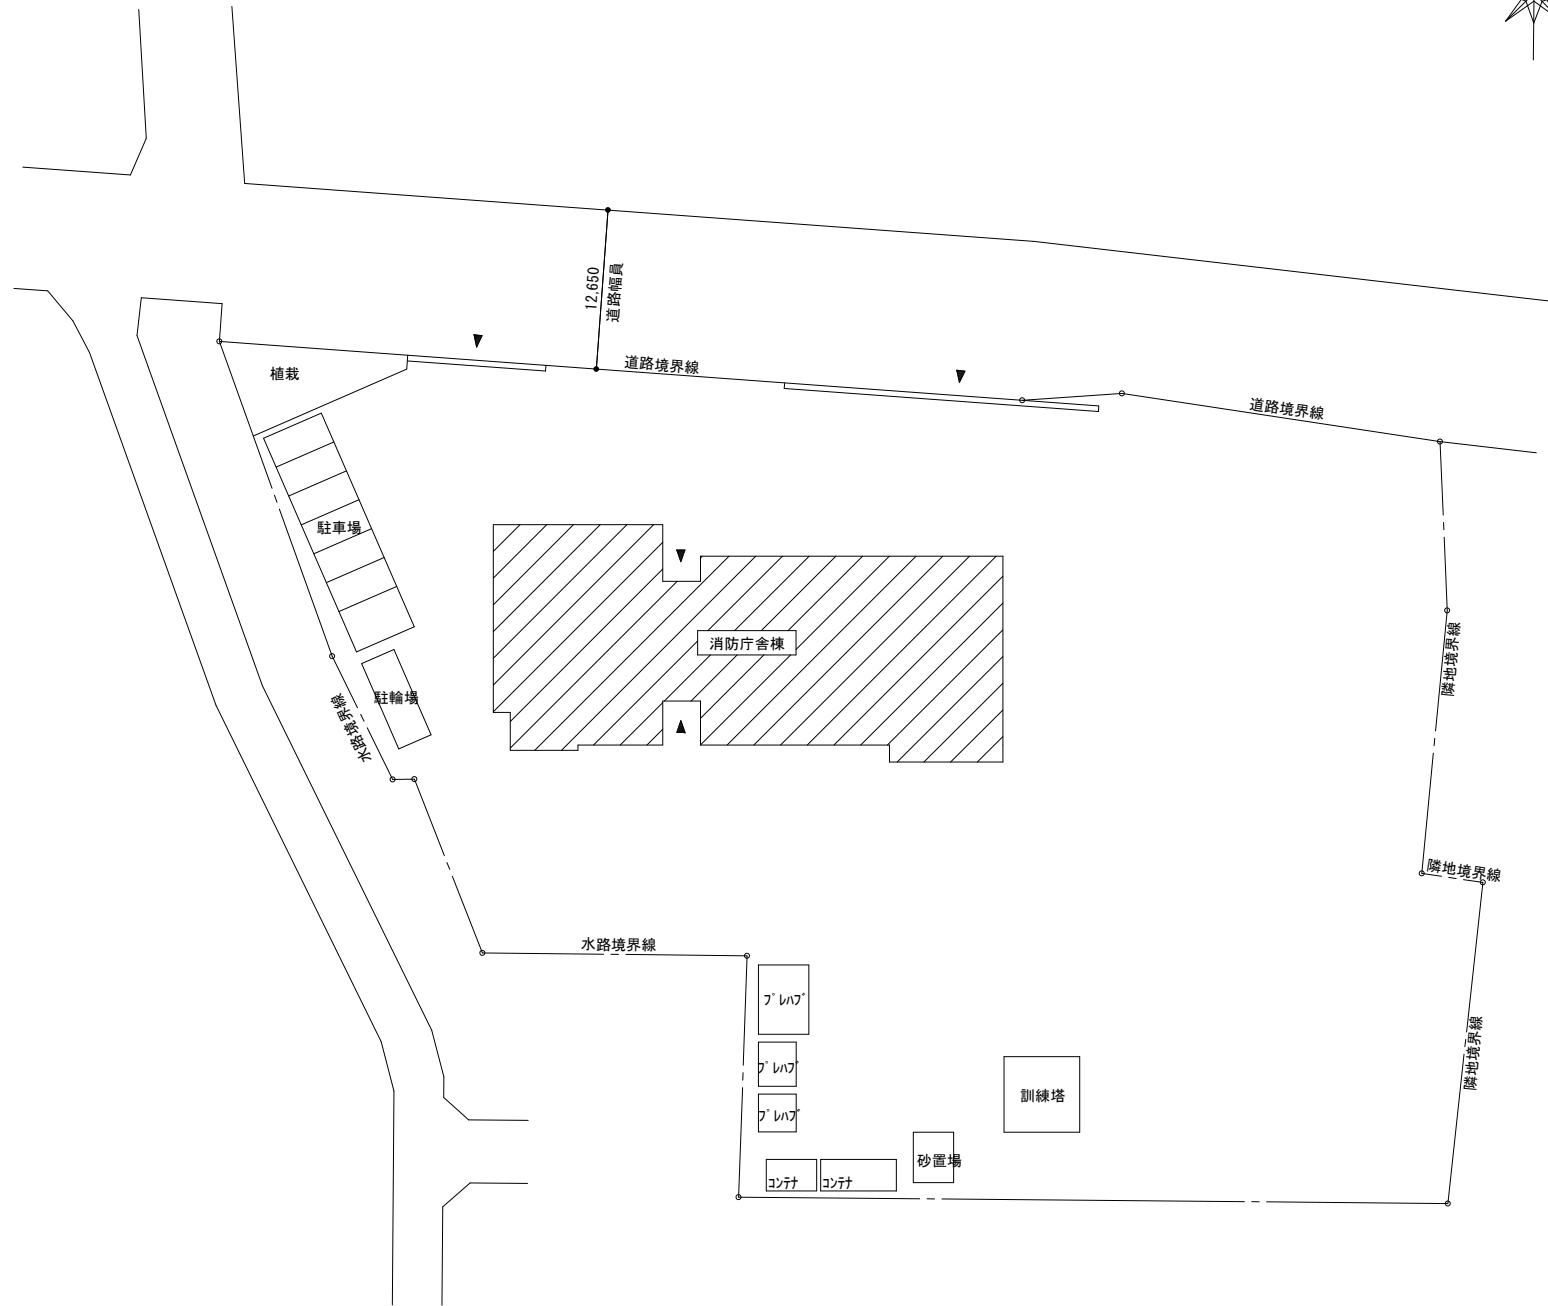 12,650
道路幅員
道路境界線
植栽
道路境界線
駐車場
消防庁舎棟
隣地境界線
駐輪場
水路境界線
隣地境界線
水路境界線
ﾌﾟﾚﾊﾌﾞ
ﾌﾟﾚﾊﾌﾞ
ﾌﾟﾚﾊﾌﾞ
隣地境界線
訓練塔
砂置場
ｺﾝﾃﾅ
ｺﾝﾃﾅ